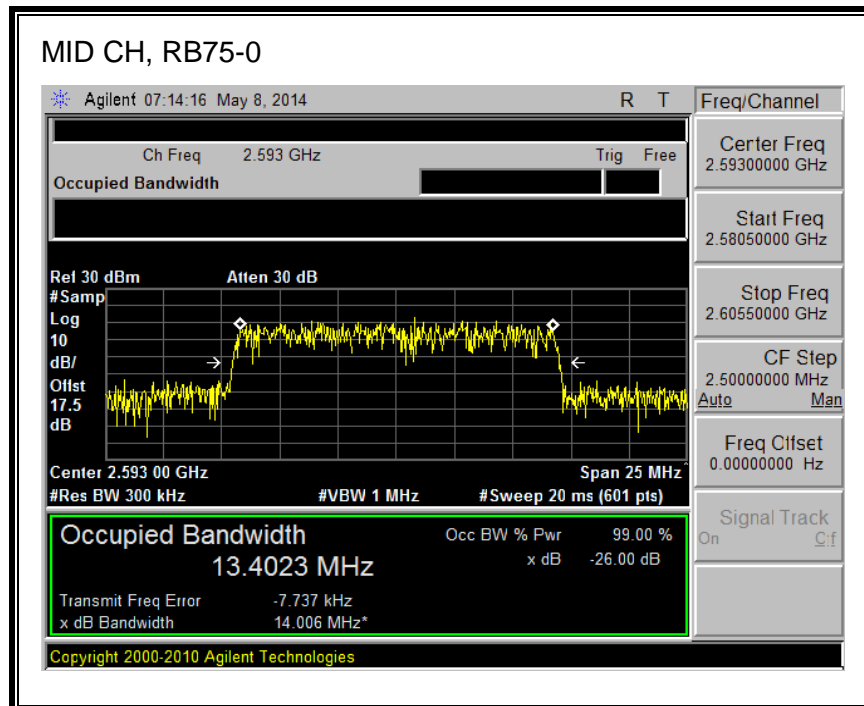 MID CH, RB75-0
Agilent 07:14:16 May 8, 2014 R T
Freq/Channel
Ch Freq 2.593 GHz Trig Free
Occupied Bandwidth
Center Freq
2.59300000 GHz
Start Freq
2.58050000 GHz
Stop Freq
2.60550000 GHz
CF Step
2.50000000 MHz
Auto Man
Freq Offset
0.00000000 Hz
Signal Track
On Off
Ref 30 dBm Atten 30 dB
#Samp
Log
10
dB/
Offst
17.5
dB
Center 2.593 00 GHz Span 25 MHz
#Res BW 300 kHz #VBW 1 MHz #Sweep 20 ms (601 pts)
Occupied Bandwidth
13.4023 MHz
Occ BW % Pwr 99.00 %
x dB -26.00 dB
Transmit Freq Error -7.737 kHz
x dB Bandwidth 14.006 MHz*
Copyright 2000-2010 Agilent Technologies